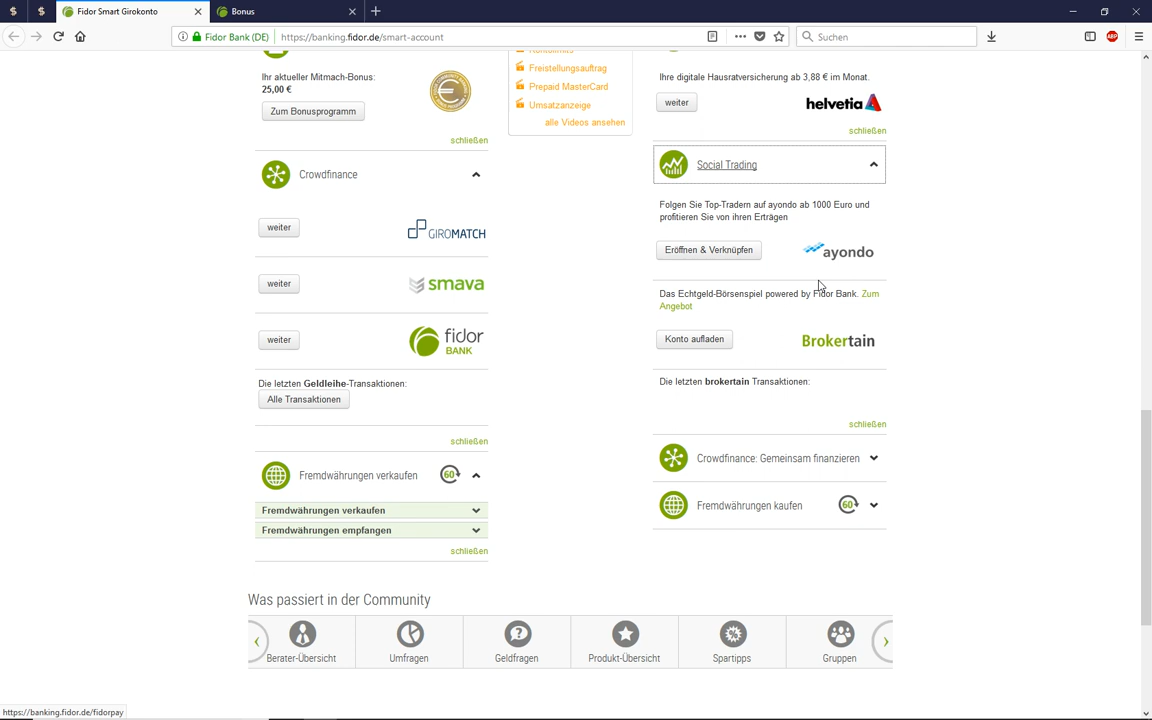 Fidor Smart Girokonto
Bonus
Fidor Bank (DE)
https://banking.fidor.de/smart-account
Suchen
ABP
Ihr aktueller Mitmach-Bonus:
25,00 €
Zum Bonusprogramm
schließen
Crowdfinance
weiter
GIROMATCH
weiter
smava
weiter
fidor
BANK
Die letzten Geldleihe-Transaktionen:
Alle Transaktionen
schließen
Fremdwährungen verkaufen
60
Fremdwährungen verkaufen
Fremdwährungen empfangen
schließen
Kontolimits
Freistellungsauftrag
Prepaid MasterCard
Umsatzanzeige
alle Videos ansehen
Ihre digitale Hausratversicherung ab 3,88 € im Monat.
weiter
helvetia
schließen
Social Trading
Folgen Sie Top-Tradern auf ayondo ab 1000 Euro und
profitieren Sie von ihren Erträgen
Eröffnen & Verknüpfen
ayondo
Das Echtgeld-Börsenspiel powered by Fidor Bank. Zum
Angebot
Konto aufladen
Brokertain
Die letzten brokertain Transaktionen:
schließen
Crowdfinance: Gemeinsam finanzieren
Fremdwährungen kaufen
60
Was passiert in der Community
Berater-Übersicht
Umfragen
Geldfragen
Produkt-Übersicht
Spartipps
Gruppen
https://banking.fidor.de/fidorpay